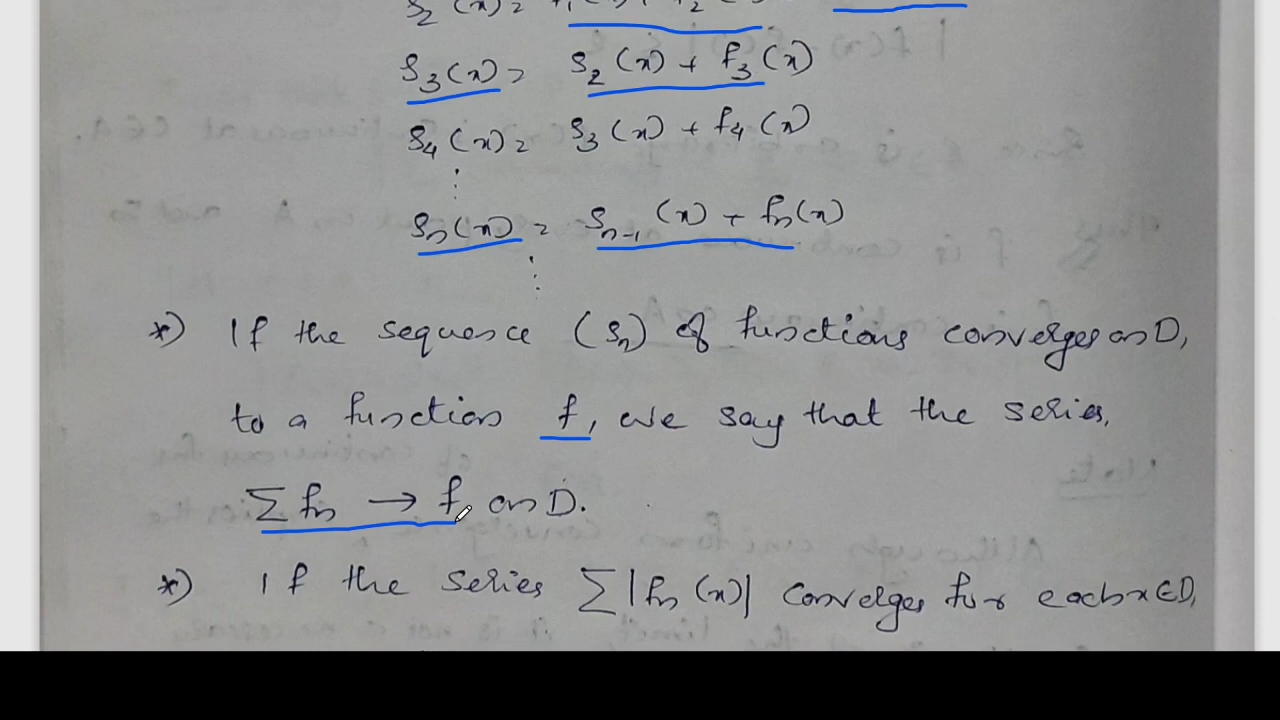 S₂(x) =
S₃(x) = S₂(x) + f₃(x)
S₄(x) = S₃(x) + f₄(x)
⋮
Sₙ(x) = Sₙ₋₁(x) + fₙ(x)
⋮
*) If the sequence (Sₙ) of functions converges on D,
to a function f, we say that the series,
∑fₙ → f, on D.
*) If the series ∑|fₙ(x)| converges for each x∈D,